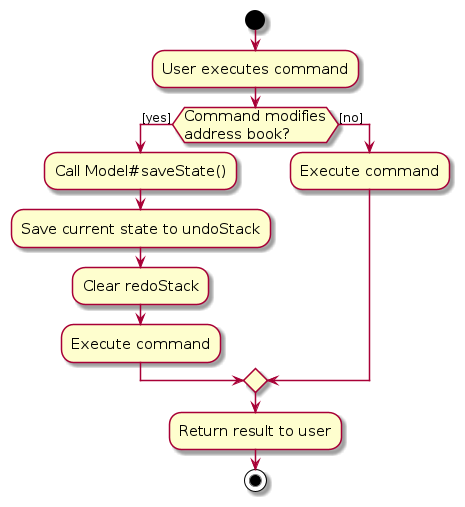 User executes command
[yes]
Command modifies
address book?
[no]
Call Model#saveState()
Execute command
Save current state to undoStack
Clear redoStack
Execute command
Return result to user